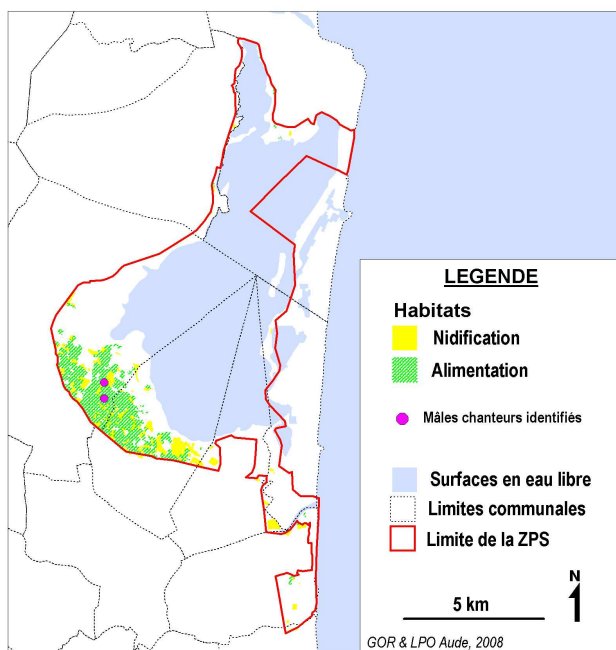 LEGENDE
Habitats
Nidification
Alimentation
Mâles chanteurs identifiés
Surfaces en eau libre
Limites communales
Limite de la ZPS
N
5 km
GOR & LPO Aude, 2008